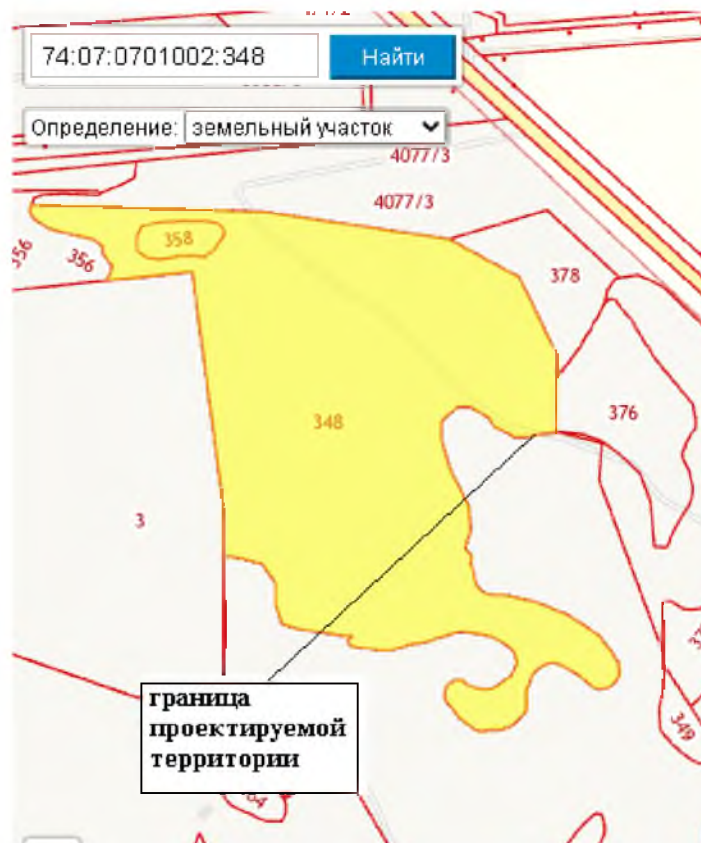 74:07:0701002:348
Найти
Определение: земельный участок
4077/3
4077/3
358
356
356
378
348
376
3
349
граница
проектируемой
территории